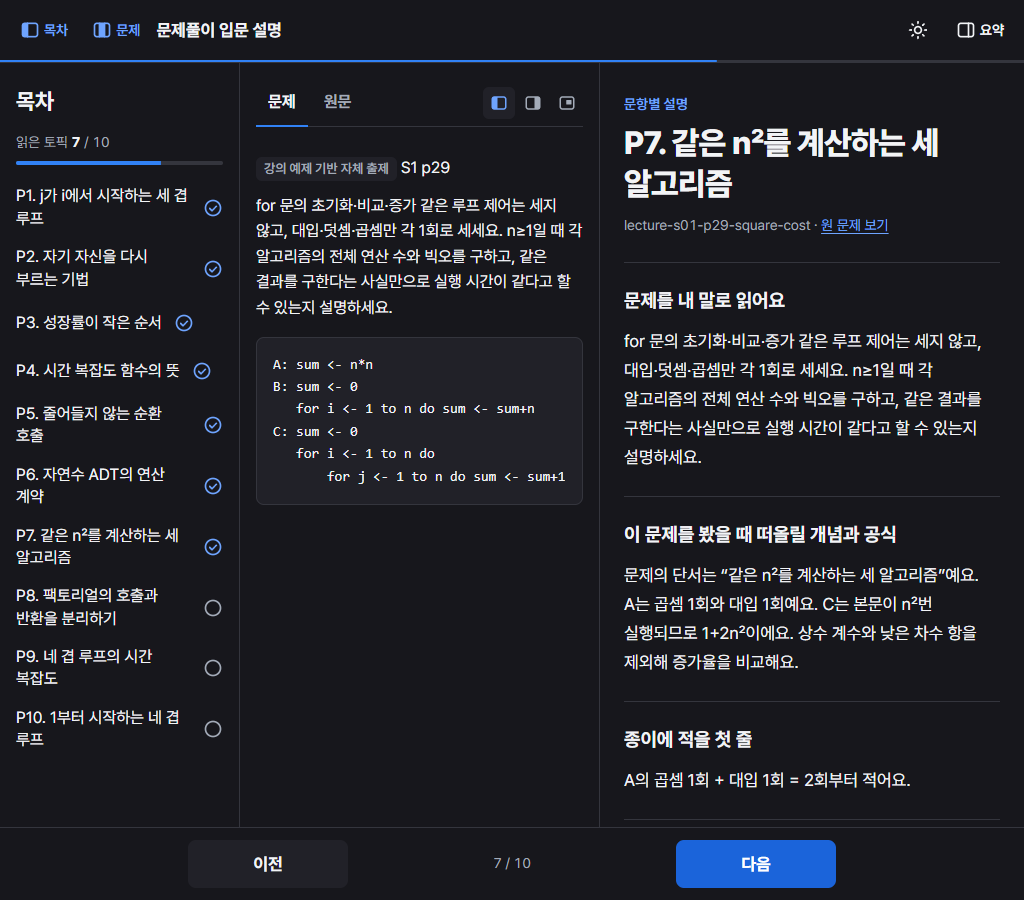 목차
문제
문제풀이 입문 설명
요약
목차
읽은 토픽 7 / 10
P1. j가 i에서 시작하는 세 겹
루프
P2. 자기 자신을 다시
부르는 기법
P3. 성장률이 작은 순서
P4. 시간 복잡도 함수의 뜻
P5. 줄어들지 않는 순환
호출
P6. 자연수 ADT의 연산
계약
P7. 같은 n²를 계산하는 세
알고리즘
P8. 팩토리얼의 호출과
반환을 분리하기
P9. 네 겹 루프의 시간
복잡도
P10. 1부터 시작하는 네 겹
루프
문제
원문
강의 예제 기반 자체 출제 S1 p29
for 문의 초기화·비교·증가 같은 루프 제어는 세지
않고, 대입·덧셈·곱셈만 각 1회로 세세요. n≥1일 때 각
알고리즘의 전체 연산 수와 빅오를 구하고, 같은
결과를 구한다는 사실만으로 실행 시간이 같다고 할
수 있는지 설명하세요.
A: sum <- n*n
B: sum <- 0
for i <- 1 to n do sum <- sum+n
C: sum <- 0
for i <- 1 to n do
for j <- 1 to n do sum <- sum+1
문항별 설명
P7. 같은 n²를 계산하는 세
알고리즘
lecture-s01-p29-square-cost · 원 문제 보기
문제를 내 말로 읽어요
for 문의 초기화·비교·증가 같은 루프 제어는 세지 않고,
대입·덧셈·곱셈만 각 1회로 세세요. n≥1일 때 각
알고리즘의 전체 연산 수와 빅오를 구하고, 같은 결과를
구한다는 사실만으로 실행 시간이 같다고 할 수 있는지
설명하세요.
이 문제를 봤을 때 떠올릴 개념과 공식
문제의 단서는 “같은 n²를 계산하는 세 알고리즘”예요.
A는 곱셈 1회와 대입 1회예요. C는 본문이 n²번
실행되므로 1+2n²이에요. 상수 계수와 낮은 차수 항을
제외해 증가율을 비교해요.
종이에 적을 첫 줄
A의 곱셈 1회 + 대입 1회 = 2회부터 적어요.
이전
7 / 10
다음